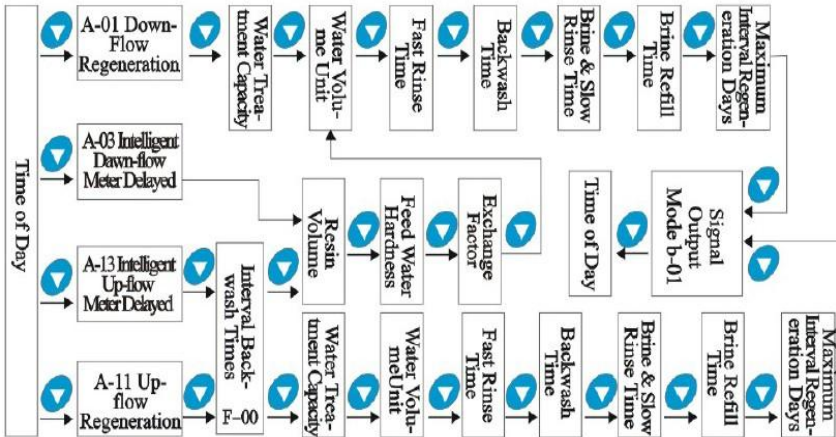 Time of Day
A-01 Down-
Flow
Regeneration
Water Trea-
tment Capacity
Water Volu-
me Unit
Fast Rinse
Time
Backwash
Time
Brine & Slow
Rinse Time
Brine Refill
Time
Maximum
Interval Regen-
eration Days
A-03 Intelligent
Dawn-flow
Meter Delayed
Resin
Volume
Feed Water
Hardness
Exchange
Factor
Time of Day
Signal
Output
Mode b-01
A-13 Intelligent
Up-flow
Meter Delayed
Interval Back-
wash Times
F-00
A-11 Up-
flow
Regeneration
Water Trea-
tment Capacity
Water Volu-
meUnit
Fast Rinse
Time
Backwash
Time
Brine & Slow
Rinse Time
Brine Refill
Time
Maximum
Interval Regen-
eration Days